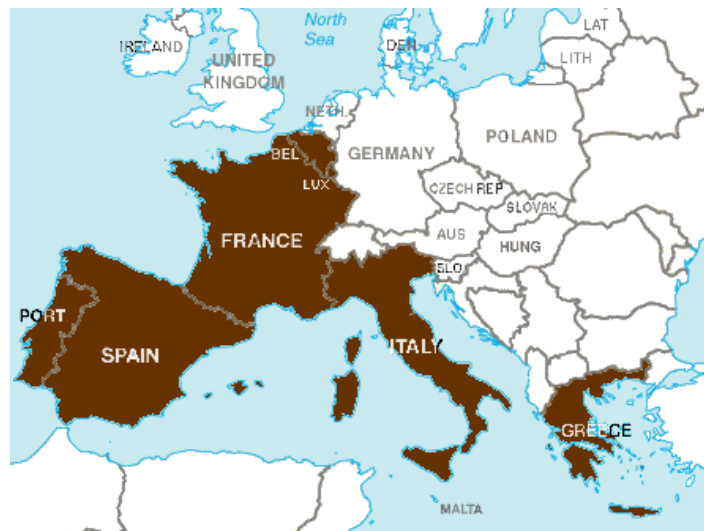 North
Sea
LAT
IRELAND
DEN.
LITH
UNITED
KINGDOM
NETH.
POLAND
BEL
GERMANY
LUX
CZECH REP
SLOVAK
FRANCE
AUS
HUNG
SLO
PORT
SPAIN
ITALY
GREECE
MALTA